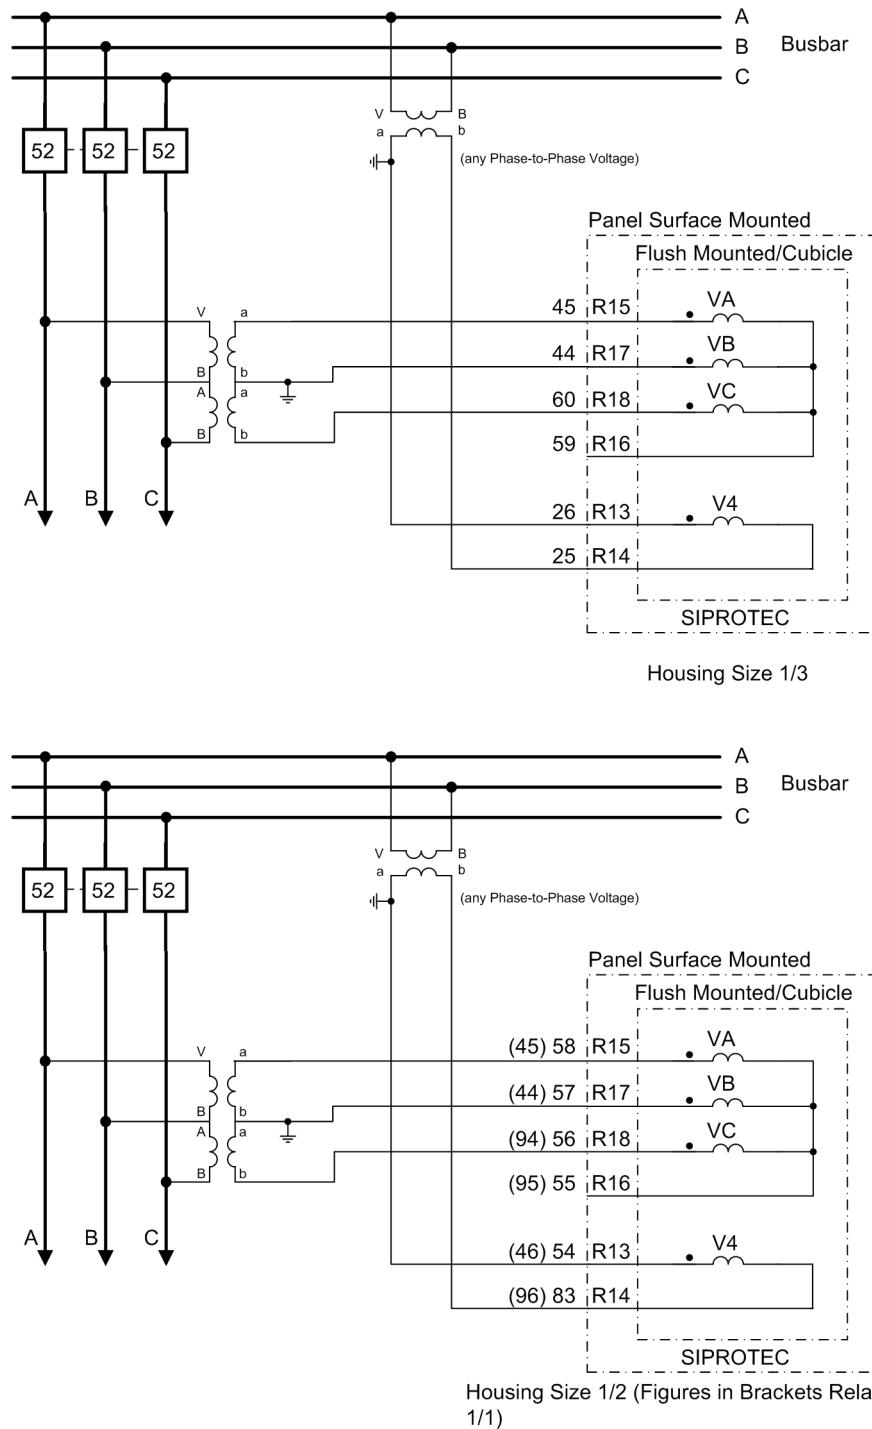 A
B Busbar
C
V B
a b
52 52 52
(any Phase-to-Phase Voltage)
Panel Surface Mounted
Flush Mounted/Cubicle
V a
45 R15 VA
44 R17 VB
B b
A a
60 R18 VC
B b
59 R16
A B C
26 R13 V4
25 R14
SIPROTEC
Housing Size 1/3
A
B Busbar
C
V B
a b
52 52 52
(any Phase-to-Phase Voltage)
Panel Surface Mounted
Flush Mounted/Cubicle
V a
(45) 58 R15 VA
(44) 57 R17 VB
B b
A a
(94) 56 R18 VC
B b
(95) 55 R16
A B C
(46) 54 R13 V4
(96) 83 R14
SIPROTEC
Housing Size 1/2 (Figures in Brackets Rela
1/1)